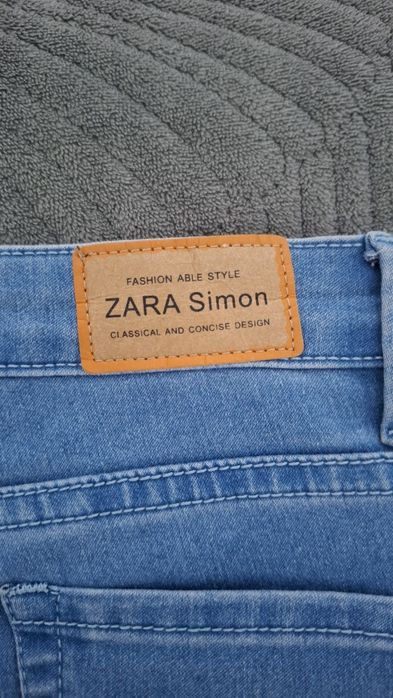 FASHION ABLE STYLE
ZARA Simon
CLASSICAL AND CONCISE DESIGN